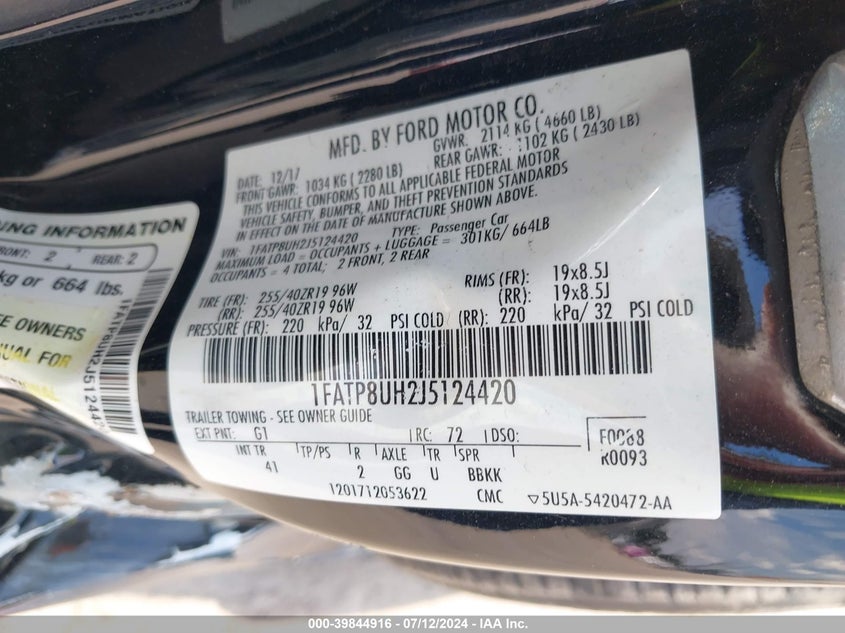 MFD. BY FORD MOTOR CO.
DATE: 12/17 GVWR: 2114 KG ( 4660 LB)
FRONT GAWR: 1034 KG ( 2280 LB) REAR GAWR: 1102 KG ( 2430 LB)
THIS VEHICLE CONFORMS TO ALL APPLICABLE FEDERAL MOTOR
VEHICLE SAFETY, BUMPER, AND THEFT PREVENTION STANDARDS
IN EFFECT ON THE DATE OF MANUFACTURE SHOWN ABOVE.
VIN: 1FATP8UH2J5124420 TYPE: Passenger Car
MAXIMUM LOAD = OCCUPANTS + LUGGAGE = 301KG/ 664LB
OCCUPANTS = 4 TOTAL; 2 FRONT, 2 REAR
TIRE (FR): 255/40ZR19 96W RIMS (FR): 19x8.5J
(RR): 255/40ZR19 96W (RR): 19x8.5J
PRESSURE (FR): 220 kPa/ 32 PSI COLD (RR): 220 kPa/ 32 PSI COLD
1FATP8UH2J5124420
TRAILER TOWING - SEE OWNER GUIDE
EXT PNT: G1 RC: 72 DSO: F0068
R0093
INT TR TP/PS R AXLE TR SPR
41 2 GG U BBKK
1201712053622 CMC ▽5U5A-5420472-AA
ING INFORMATION
FRONT: 2 REAR: 2
kg or 664 lbs.
SEE OWNERS
MANUAL FOR
1FATP8UH2J512442
000-39844916 - 07/12/2024 - IAA Inc.